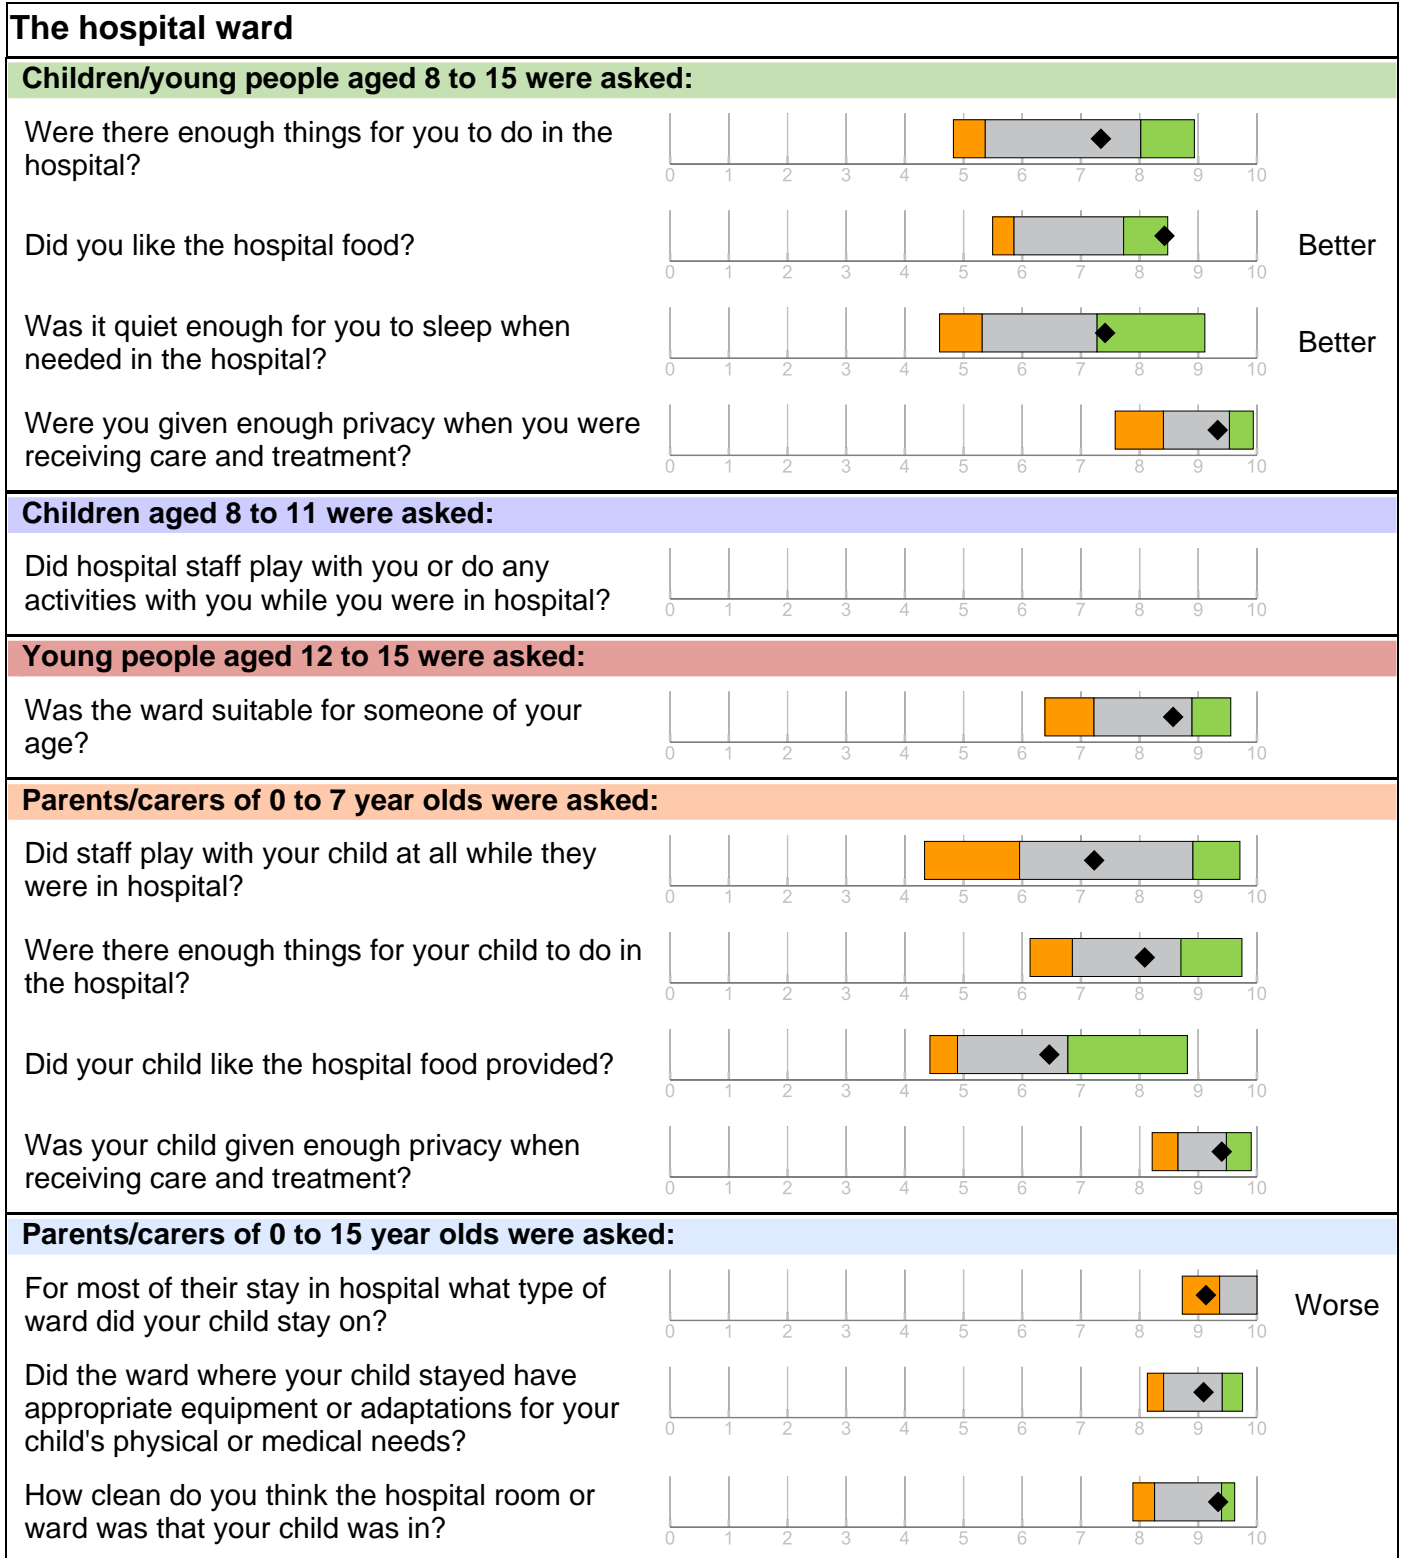 The hospital ward
Children/young people aged 8 to 15 were asked:
Were there enough things for you to do in the
hospital?
0 1 2 3 4 5 6 7 8 9 10
Did you like the hospital food?
Better
0 1 2 3 4 5 6 7 8 9 10
Was it quiet enough for you to sleep when
needed in the hospital?
Better
0 1 2 3 4 5 6 7 8 9 10
Were you given enough privacy when you were
receiving care and treatment?
0 1 2 3 4 5 6 7 8 9 10
Children aged 8 to 11 were asked:
Did hospital staff play with you or do any
activities with you while you were in hospital?
0 1 2 3 4 5 6 7 8 9 10
Young people aged 12 to 15 were asked:
Was the ward suitable for someone of your
age?
0 1 2 3 4 5 6 7 8 9 10
Parents/carers of 0 to 7 year olds were asked:
Did staff play with your child at all while they
were in hospital?
0 1 2 3 4 5 6 7 8 9 10
Were there enough things for your child to do in
the hospital?
0 1 2 3 4 5 6 7 8 9 10
Did your child like the hospital food provided?
0 1 2 3 4 5 6 7 8 9 10
Was your child given enough privacy when
receiving care and treatment?
0 1 2 3 4 5 6 7 8 9 10
Parents/carers of 0 to 15 year olds were asked:
For most of their stay in hospital what type of
ward did your child stay on?
Worse
0 1 2 3 4 5 6 7 8 9 10
Did the ward where your child stayed have
appropriate equipment or adaptations for your
child's physical or medical needs?
0 1 2 3 4 5 6 7 8 9 10
How clean do you think the hospital room or
ward was that your child was in?
0 1 2 3 4 5 6 7 8 9 10